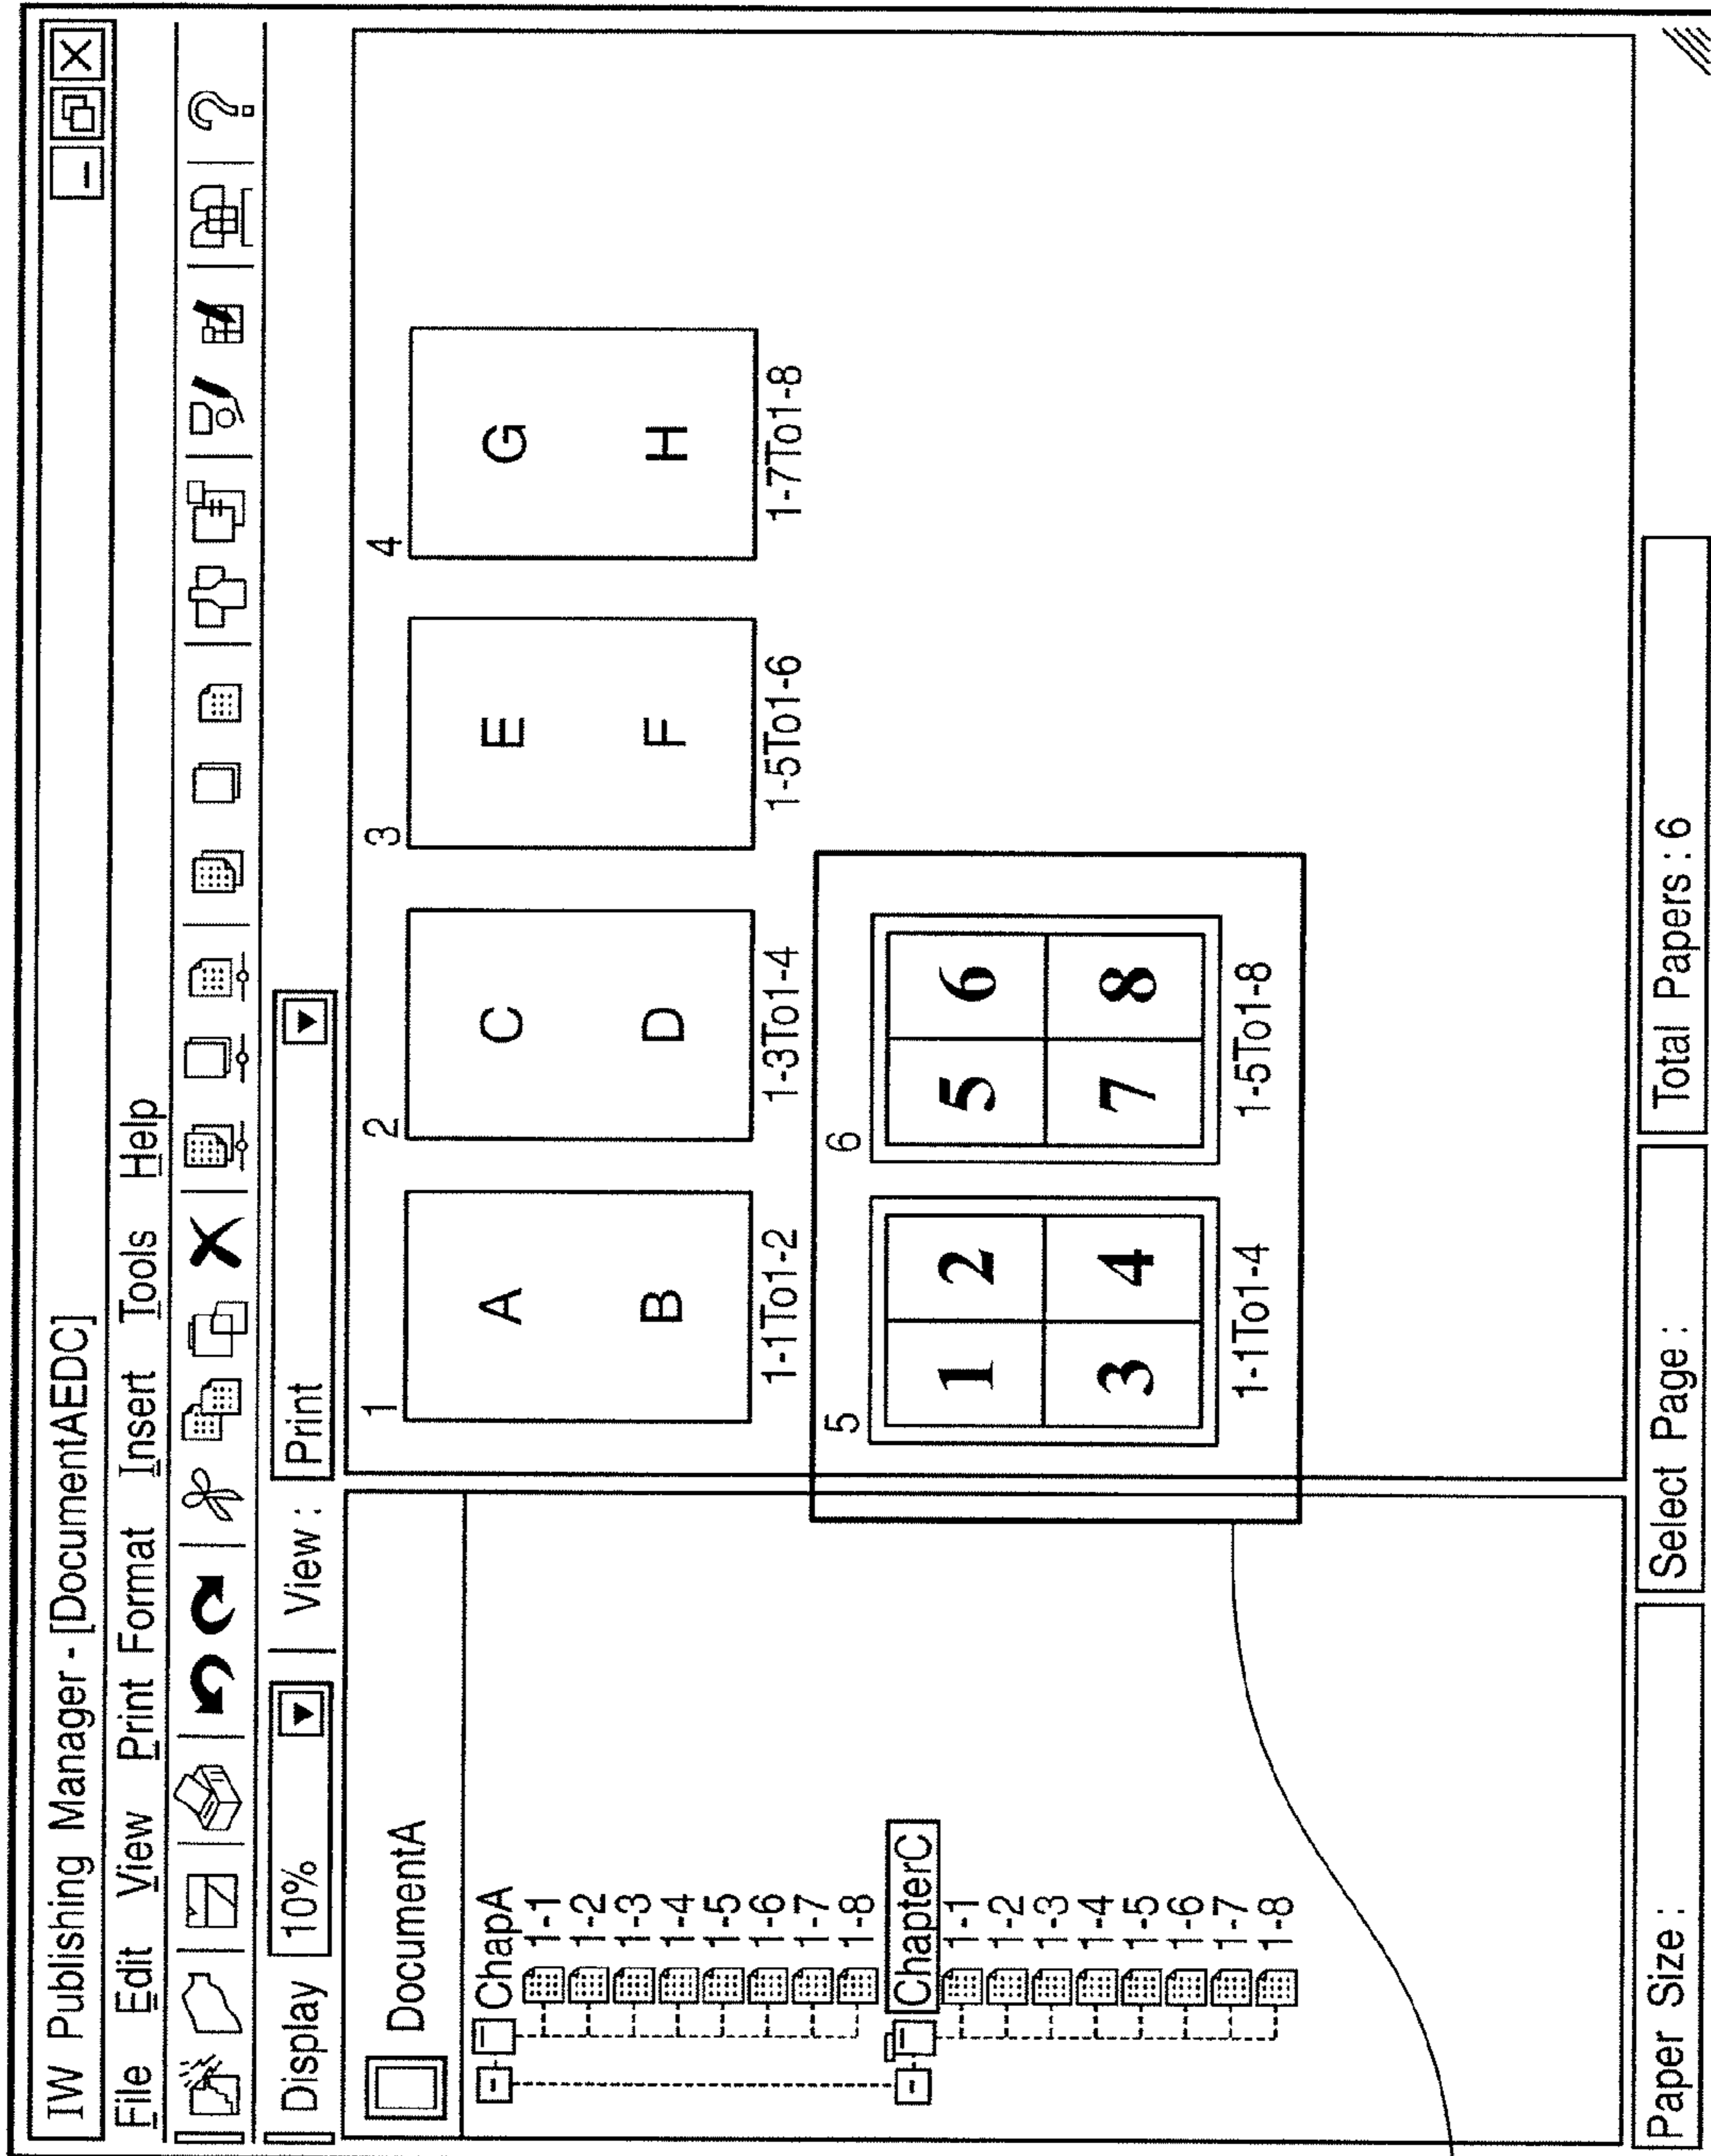 IW Publishing Manager - [DocumentAEDC]
File Edit View Print Format Insert Tools Help
Display 10% View : Print
DocumentA
ChapA
1-1
1-2
1-3
1-4
1-5
1-6
1-7
1-8
ChapterC
1-1
1-2
1-3
1-4
1-5
1-6
1-7
1-8
1 2 3 4
A C E G
B D F H
1-1To1-2 1-3To1-4 1-5To1-6 1-7To1-8
5 6
1 2 5 6
3 4 7 8
1-1To1-4 1-5To1-8
Paper Size : Select Page : Total Papers : 6